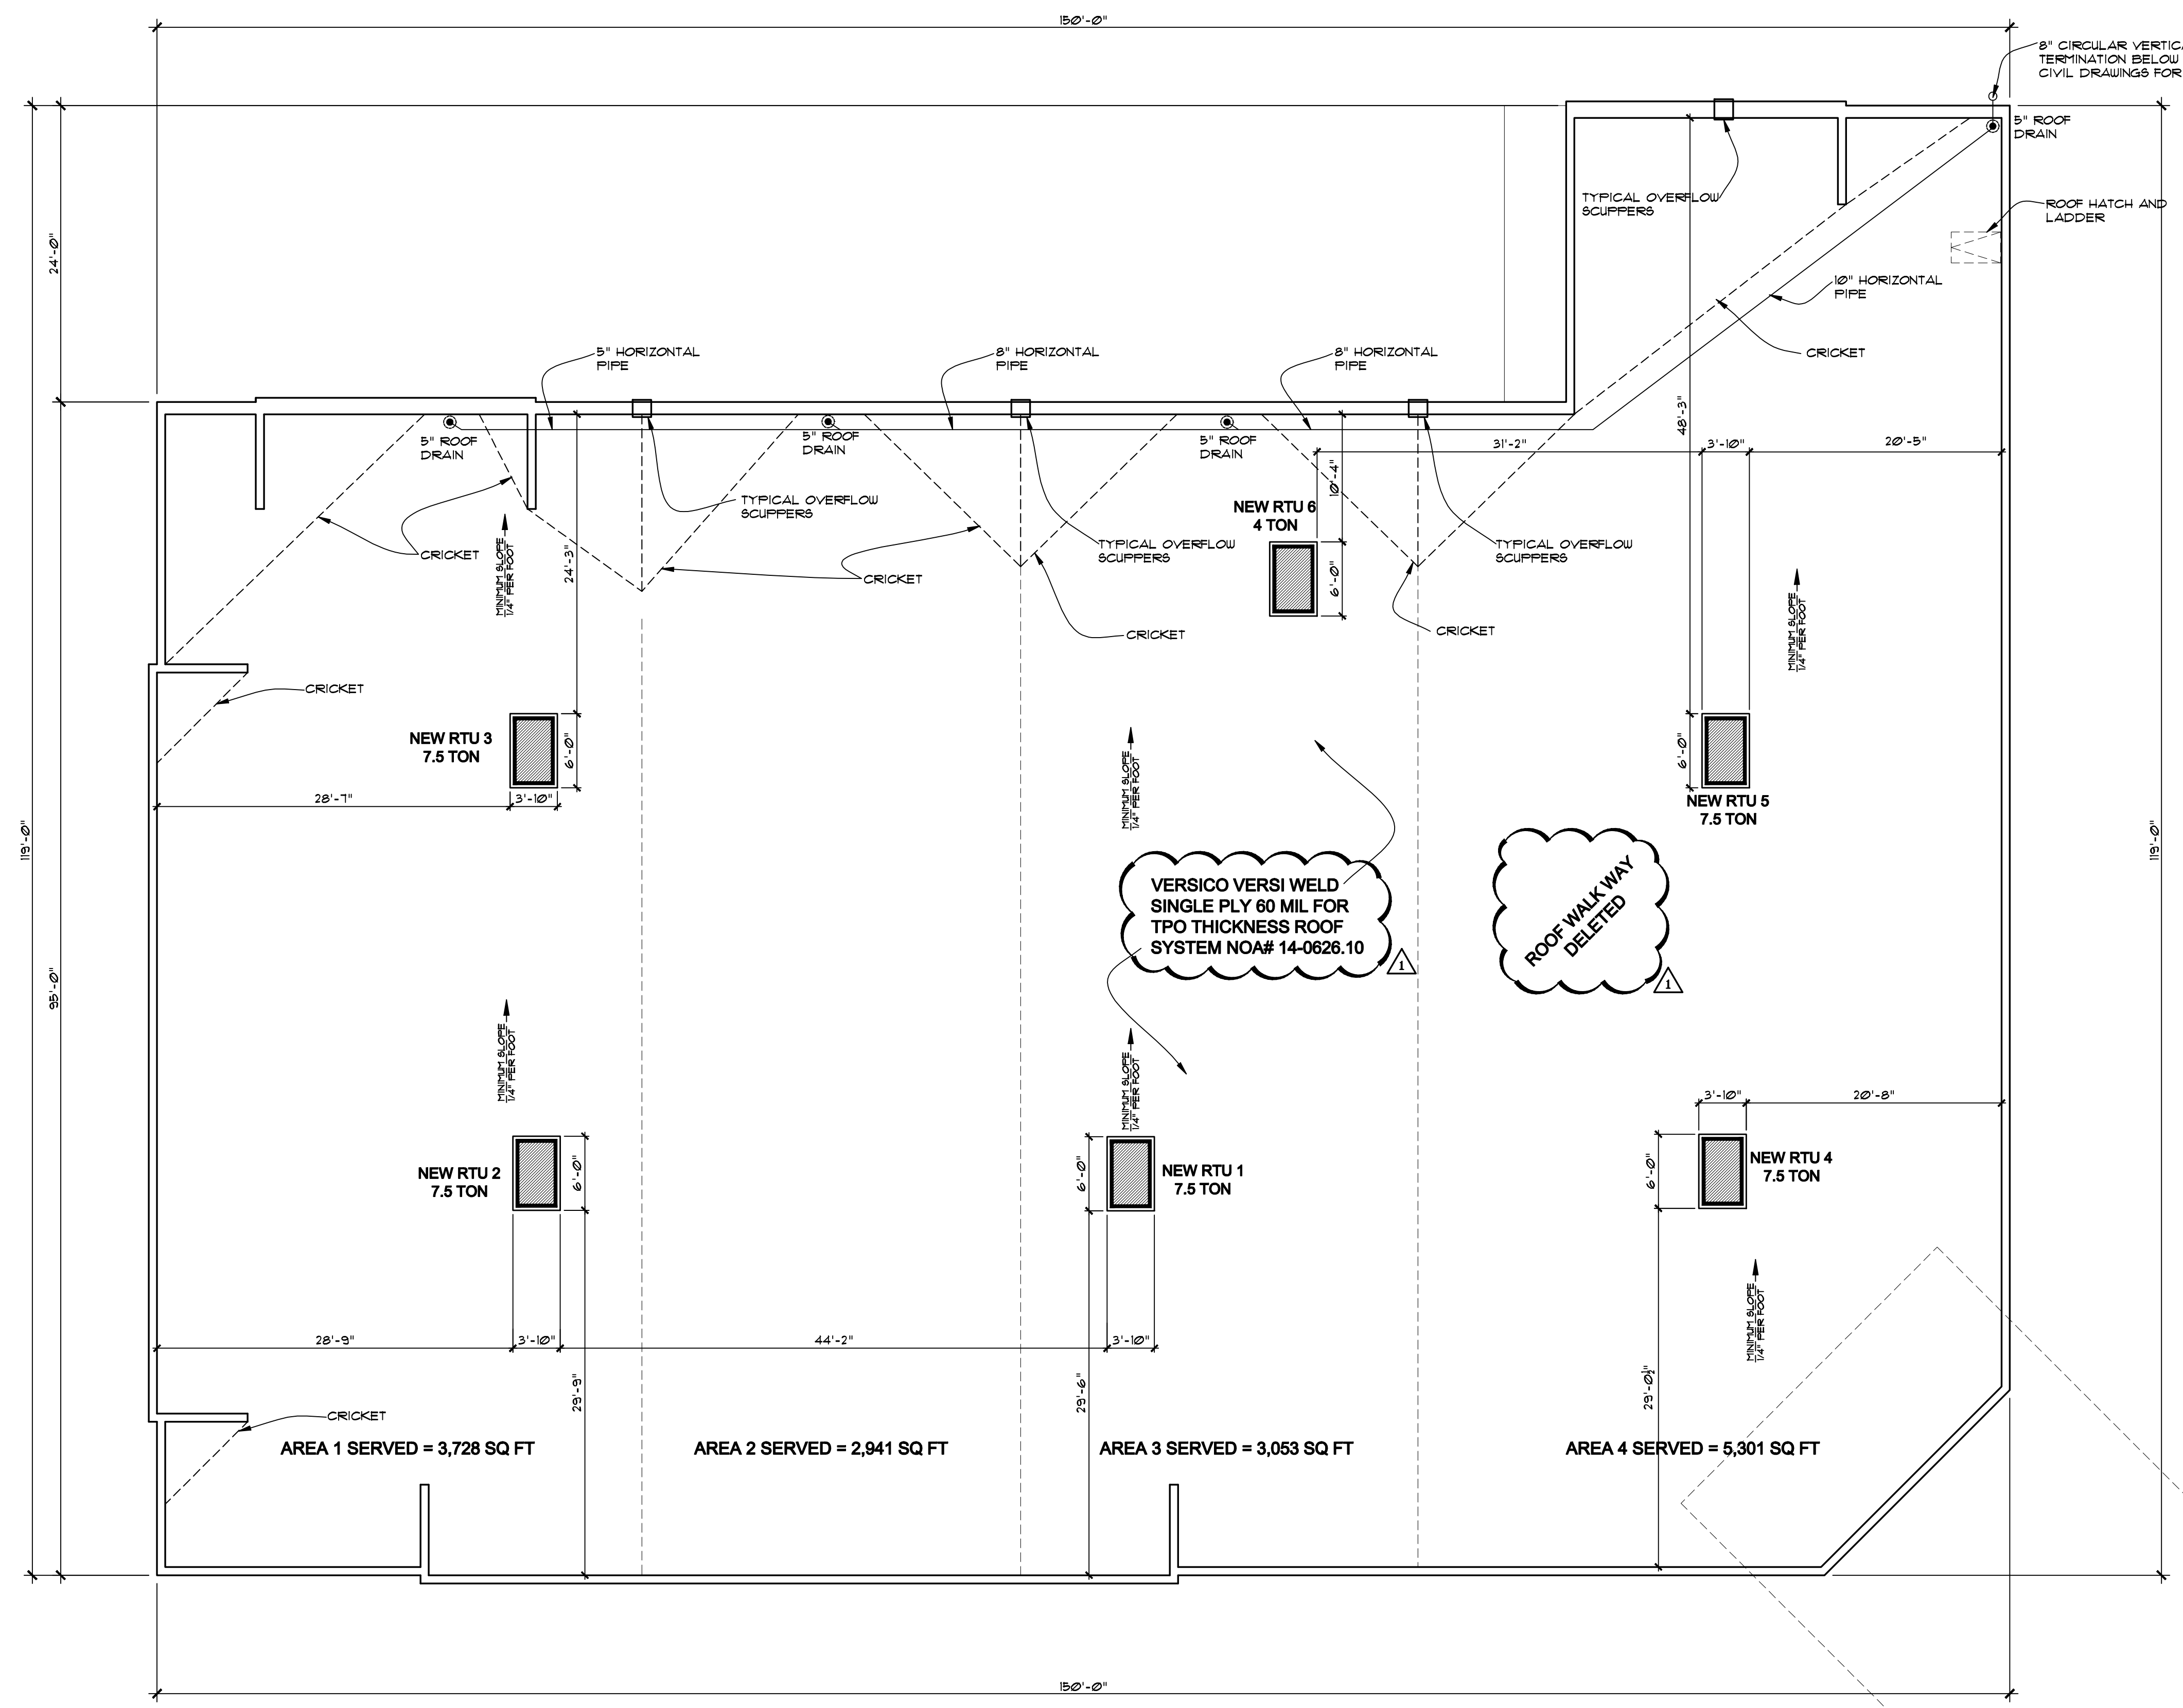 150'-0"
8" CIRCULAR VERTICA
TERMINATION BELOW
CIVIL DRAWINGS FOR
5" ROOF
DRAIN
TYPICAL OVERFLOW
SCUPPERS
ROOF HATCH AND
LADDER
24'-0"
10" HORIZONTAL
PIPE
5" HORIZONTAL
PIPE
8" HORIZONTAL
PIPE
8" HORIZONTAL
PIPE
CRICKET
48'-3"
5" ROOF
DRAIN
5" ROOF
DRAIN
5" ROOF
DRAIN
31'-2"
3'-10"
20'-5"
10'-4"
TYPICAL OVERFLOW
SCUPPERS
NEW RTU 6
4 TON
CRICKET
MINIMUM SLOPE
1/4" PER FOOT
24'-3"
CRICKET
TYPICAL OVERFLOW
SCUPPERS
6'-0"
TYPICAL OVERFLOW
SCUPPERS
CRICKET
CRICKET
MINIMUM SLOPE
1/4" PER FOOT
CRICKET
NEW RTU 3
7.5 TON
6'-0"
28'-7"
3'-10"
MINIMUM SLOPE
1/4" PER FOOT
6'-0"
NEW RTU 5
7.5 TON
119'-0"
95'-0"
119'-0"
VERSICO VERSI WELD
SINGLE PLY 60 MIL FOR
TPO THICKNESS ROOF
SYSTEM NOA# 14-0626.10
1
ROOF WALK WAY
DELETED
1
MINIMUM SLOPE
1/4" PER FOOT
MINIMUM SLOPE
1/4" PER FOOT
3'-10"
20'-8"
NEW RTU 2
7.5 TON
6'-0"
6'-0"
NEW RTU 1
7.5 TON
6'-0"
NEW RTU 4
7.5 TON
MINIMUM SLOPE
1/4" PER FOOT
28'-9"
3'-10"
44'-2"
3'-10"
29'-9"
29'-6"
29'-0½"
CRICKET
AREA 1 SERVED = 3,728 SQ FT
AREA 2 SERVED = 2,941 SQ FT
AREA 3 SERVED = 3,053 SQ FT
AREA 4 SERVED = 5,301 SQ FT
150'-0"